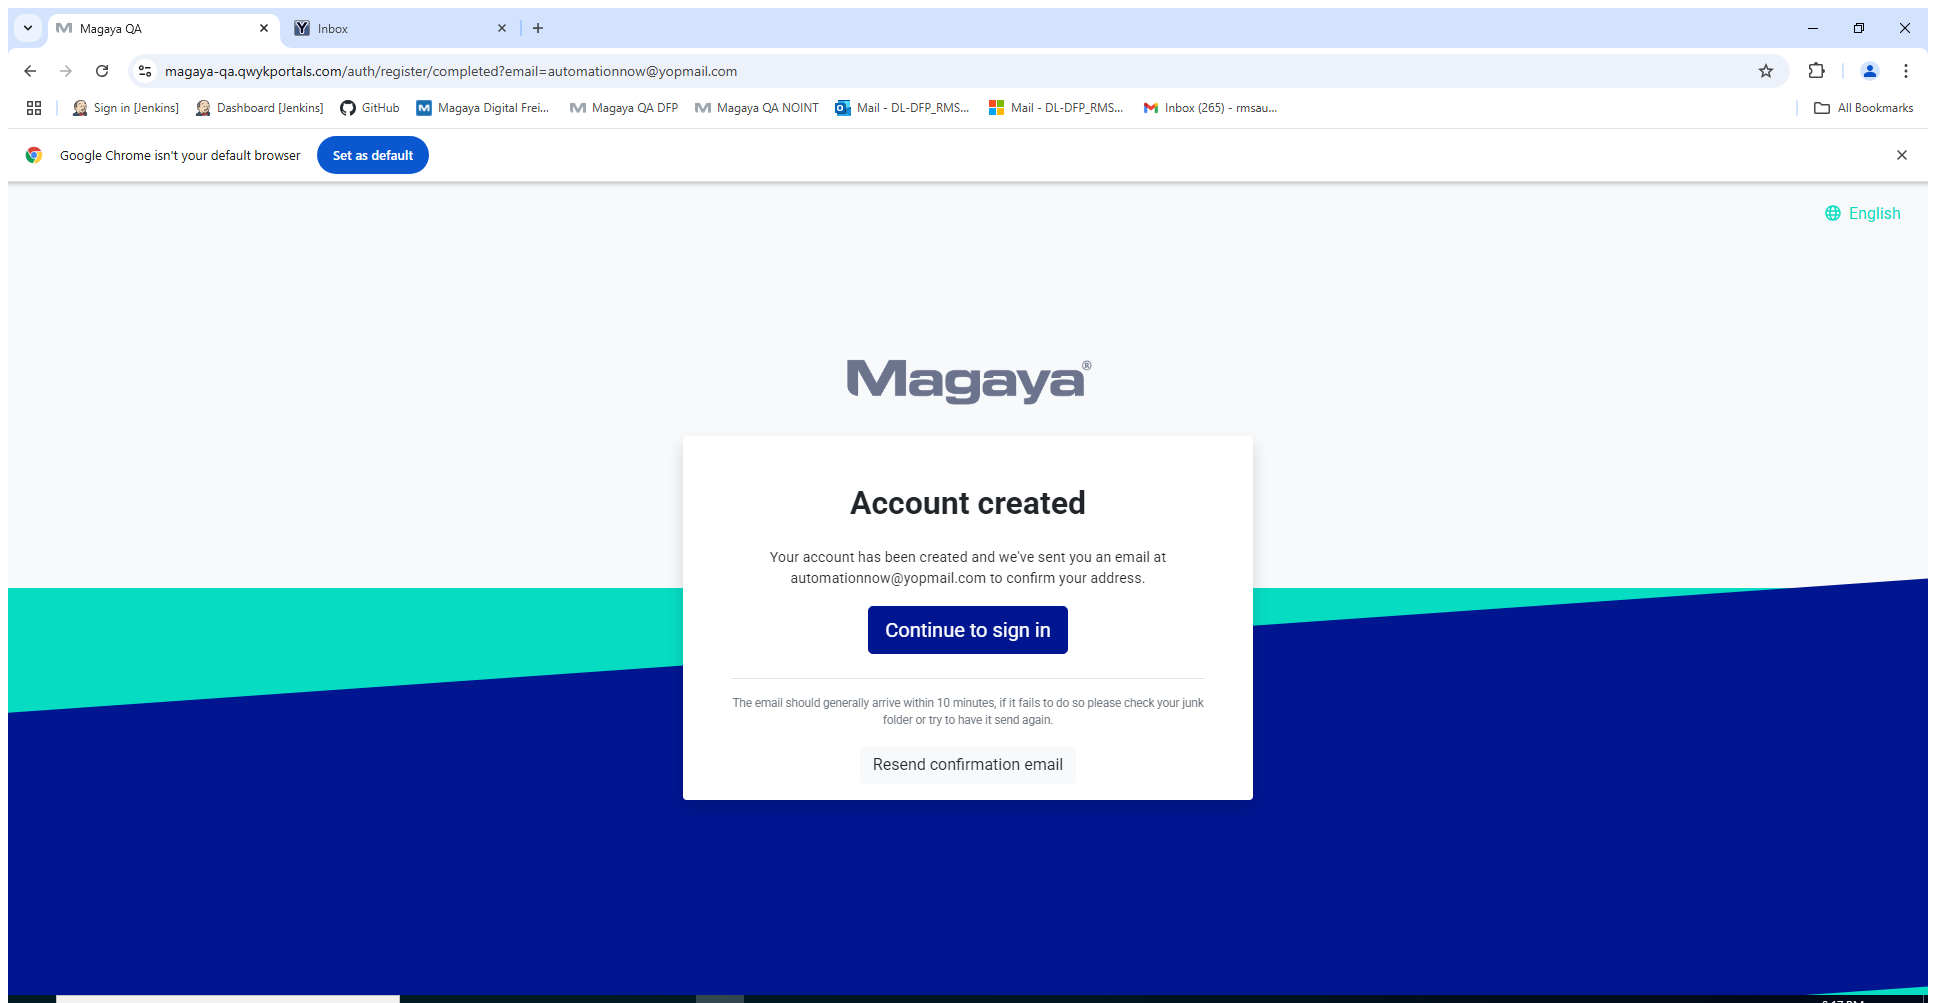 Magaya QA
Inbox
magaya-qa.qwykportals.com/auth/register/completed?email=automationnow@yopmail.com
Sign in [Jenkins]
Dashboard [Jenkins]
GitHub
Magaya Digital Frei...
Magaya QA DFP
Magaya QA NOINT
Mail - DL-DFP_RMS...
Mail - DL-DFP_RMS...
Inbox (265) - rmsau...
All Bookmarks
Google Chrome isn't your default browser
Set as default
English
Magaya®
Account created
Your account has been created and we've sent you an email at
automationnow@yopmail.com to confirm your address.
Continue to sign in
The email should generally arrive within 10 minutes, if it fails to do so please check your junk
folder or try to have it send again.
Resend confirmation email